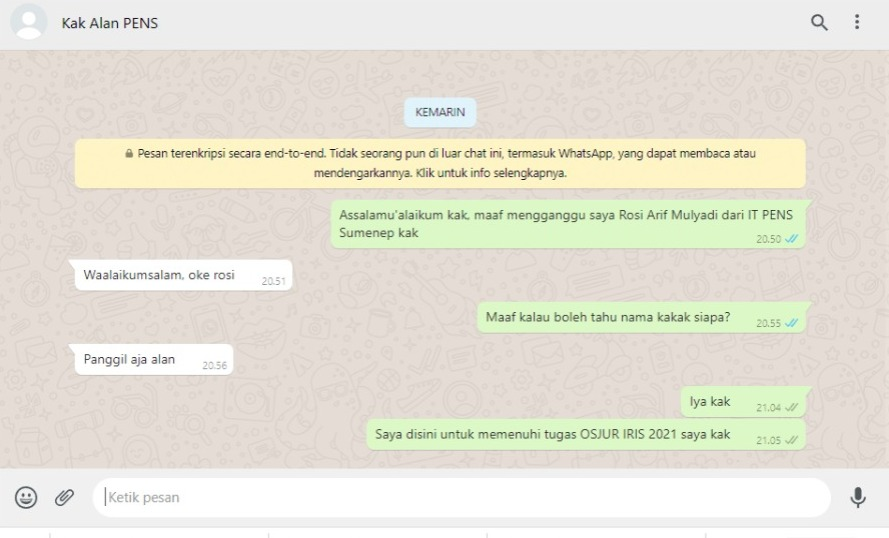 Kak Alan PENS
KEMARIN
Pesan terenkripsi secara end-to-end. Tidak seorang pun di luar chat ini, termasuk WhatsApp, yang dapat membaca atau
mendengarkannya. Klik untuk info selengkapnya.
Assalamu'alaikum kak, maaf mengganggu saya Rosi Arif Mulyadi dari IT PENS
Sumenep kak
20.50
Waalaikumsalam, oke rosi
20.51
Maaf kalau boleh tahu nama kakak siapa?
20.55
Panggil aja alan
20.56
Iya kak
21.04
Saya disini untuk memenuhi tugas OSJUR IRIS 2021 saya kak
21.05
Ketik pesan